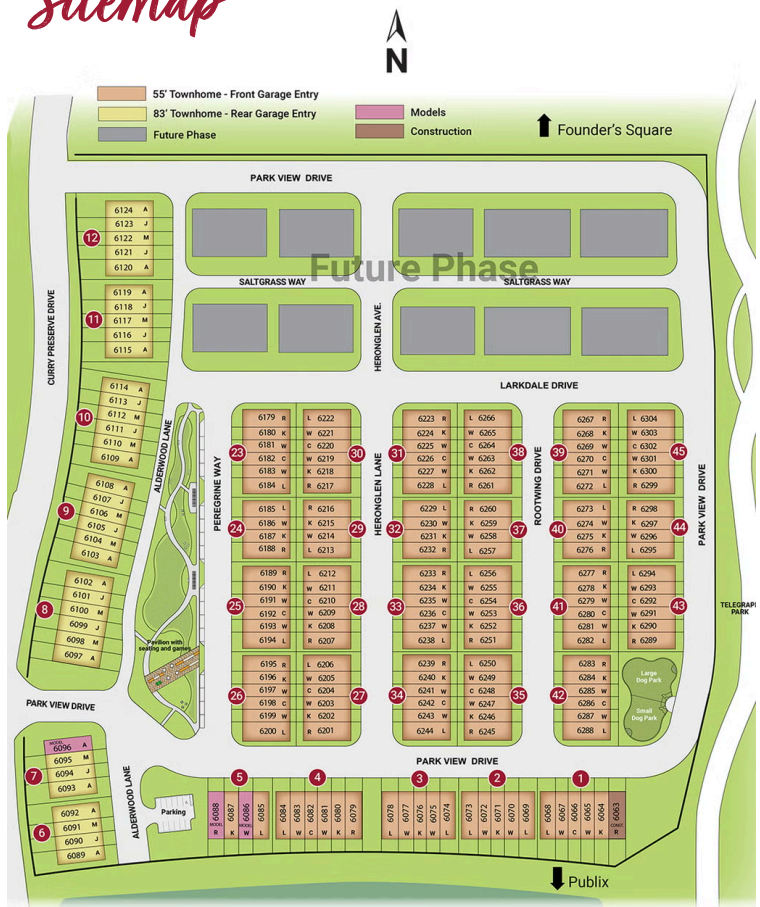 Sitemap
N
55' Townhome - Front Garage Entry
83' Townhome - Rear Garage Entry
Future Phase
Models
Construction
Founder's Square
PARK VIEW DRIVE
Future Phase
SALTGRASS WAY
SALTGRASS WAY
HERONGLEN AVE.
LARKDALE DRIVE
CURRY PRESERVE DRIVE
ALDERWOOD LANE
PEREGRINE WAY
HERONGLEN LANE
ROOTWING DRIVE
PARK VIEW DRIVE
TELEGRAPH
PARK
12
6124 A
6123 J
6122 M
6121 J
6120 A
11
6119 A
6118 J
6117 M
6116 J
6115 A
10
6114 A
6113 J
6112 M
6111 J
6110 M
6109 A
9
6108 A
6107 J
6106 M
6105 J
6104 M
6103 A
8
6102 A
6101 J
6100 M
6099 J
6098 M
6097 A
Pavilion with
seating and games
23
6179 R
6180 K
6181 W
6182 C
6183 W
6184 L
30
L 6222
W 6221
C 6220
W 6219
K 6218
R 6217
24
6185 L
6186 W
6187 K
6188 R
29
R 6216
K 6215
W 6214
L 6213
25
6189 R
6190 K
6191 W
6192 C
6193 W
6194 L
28
L 6212
W 6211
C 6210
W 6209
K 6208
R 6207
26
6195 R
6196 K
6197 W
6198 C
6199 W
6200 L
27
L 6206
W 6205
C 6204
W 6203
K 6202
R 6201
31
6223 R
6224 K
6225 W
6226 C
6227 W
6228 L
38
L 6266
W 6265
C 6264
W 6263
K 6262
R 6261
32
6229 L
6230 W
6231 K
6232 R
37
R 6260
K 6259
W 6258
L 6257
33
6233 R
6234 K
6235 W
6236 C
6237 W
6238 L
36
L 6256
W 6255
C 6254
W 6253
K 6252
R 6251
34
6239 R
6240 K
6241 W
6242 C
6243 W
6244 L
35
L 6250
W 6249
C 6248
W 6247
K 6246
R 6245
39
6267 R
6268 K
6269 W
6270 C
6271 W
6272 L
45
L 6304
W 6303
C 6302
W 6301
K 6300
R 6299
40
6273 L
6274 W
6275 K
6276 R
44
R 6298
K 6297
W 6296
L 6295
41
6277 R
6278 K
6279 W
6280 C
6281 W
6282 L
43
L 6294
W 6293
C 6292
W 6291
K 6290
R 6289
42
6283 R
6284 K
6285 W
6286 C
6287 W
6288 L
Large
Dog Park
Small
Dog Park
PARK VIEW DRIVE
PARK VIEW DRIVE
7
MODEL
6096 A
6095 M
6094 J
6093 A
6
6092 A
6091 M
6090 J
6089 A
ALDERWOOD LANE
Parking
5 4 3 2 1
6088 6087 6086 6085 6084 6083 6082 6081 6080 6079 6078 6077 6076 6075 6074 6073 6072 6071 6070 6069 6068 6067 6066 6065 6064 6063
MODEL MODEL CONST.
R K W L L W C W K R L W K W L L W K W L L W C W K R
Publix